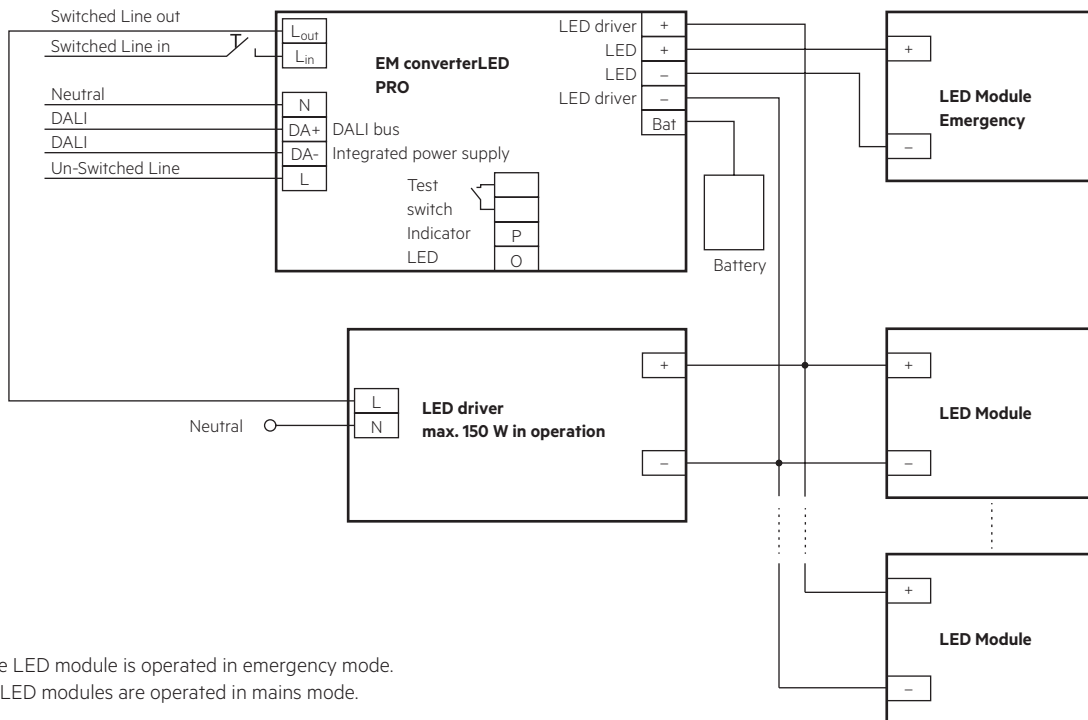 Switched Line out
Switched Line in
Neutral
DALI
DALI
Un-Switched Line
Lout
Lin
N
DA+ DALI bus
DA- Integrated power supply
L
EM converterLED
PRO
Test
switch
Indicator P
LED O
LED driver +
LED +
LED –
LED driver –
Bat
Battery
+
–
LED Module
Emergency
Neutral
L
N
LED driver
max. 150 W in operation
+
–
+
–
LED Module
+
–
LED Module
LED module is operated in emergency mode.
LED modules are operated in mains mode.